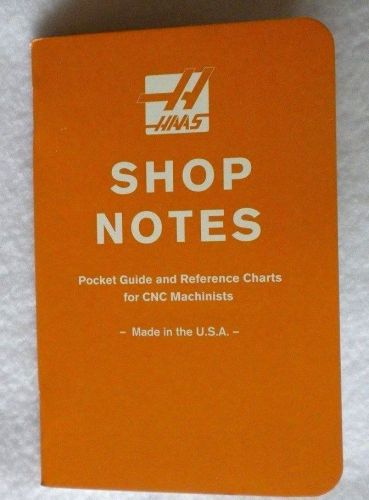 HAAS
SHOP
NOTES
Pocket Guide and Reference Charts
for CNC Machinists
– Made in the U.S.A. –